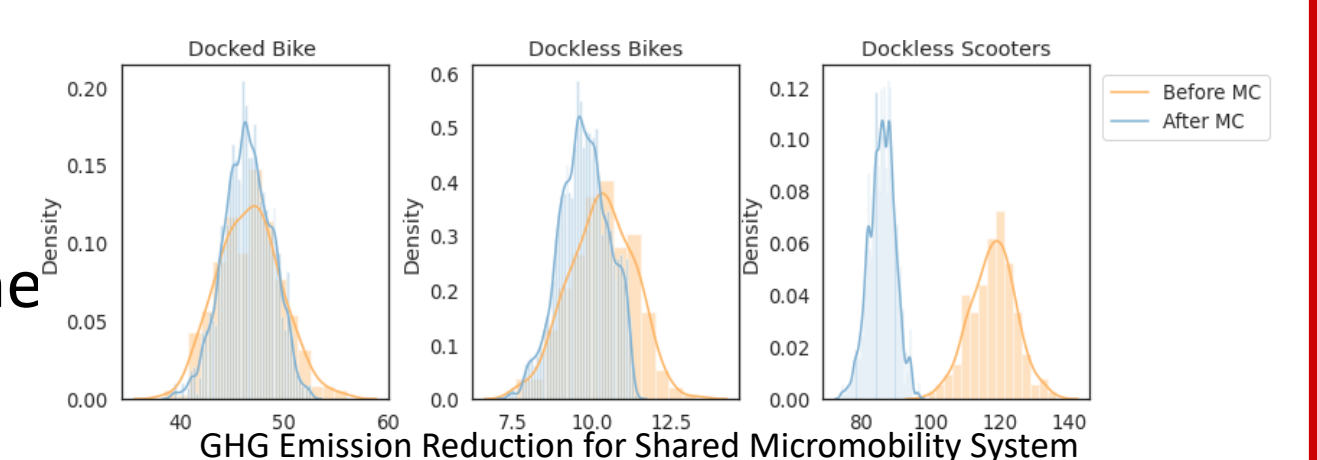 Docked Bike
Dockless Bikes
Dockless Scooters
0.20
0.15
0.10
0.05
0.00
Density
40 50 60
0.6
0.5
0.4
0.3
0.2
0.1
0.0
Density
7.5 10.0 12.5
0.12
0.10
0.08
0.06
0.04
0.02
0.00
Density
80 100 120 140
Before MC
After MC
GHG Emission Reduction for Shared Micromobility System